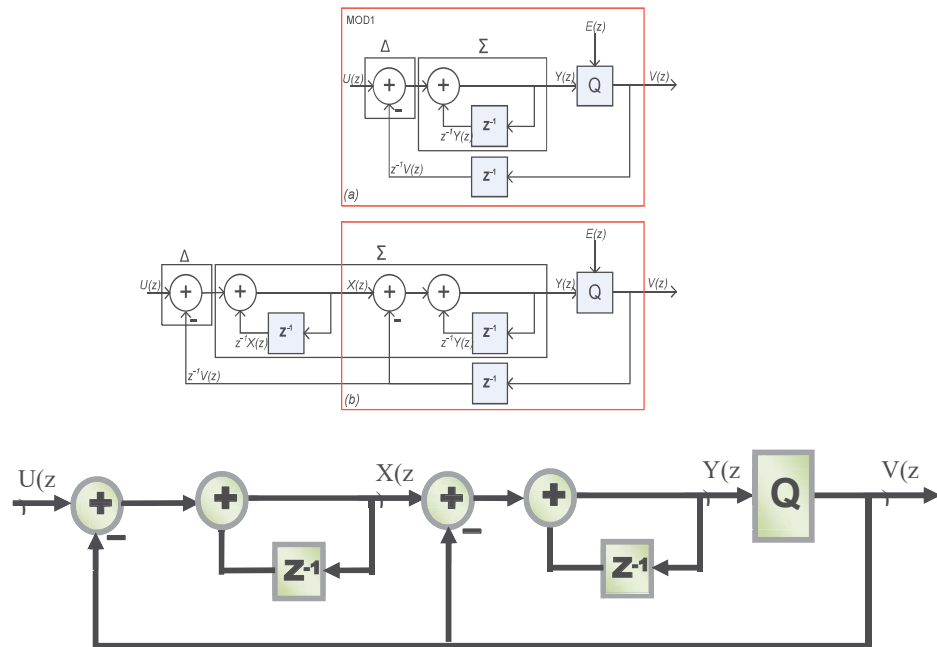 MOD1
E(z)
Δ
Σ
U(z)
+
+
Y(z)
Q
V(z)
-
z⁻¹
z⁻¹Y(z)
z⁻¹V(z)
z⁻¹
(a)
E(z)
Σ
Δ
U(z)
+
+
X(z)
+
+
Y(z)
Q
V(z)
-
-
z⁻¹
z⁻¹
z⁻¹X(z)
z⁻¹Y(z)
z⁻¹V(z)
z⁻¹
(b)
U(z
)
X(z
)
Y(z
)
V(z
)
+
+
+
+
Q
-
-
Z⁻¹
Z⁻¹